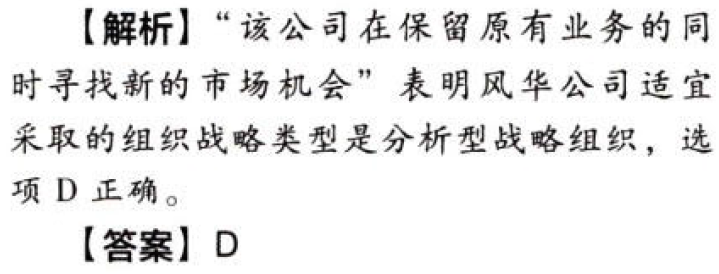 【解析】“该公司在保留原有业务的同
时寻找新的市场机会”表明风华公司适宜
采取的组织战略类型是分析型战略组织，选
项 D 正确。
【答案】D